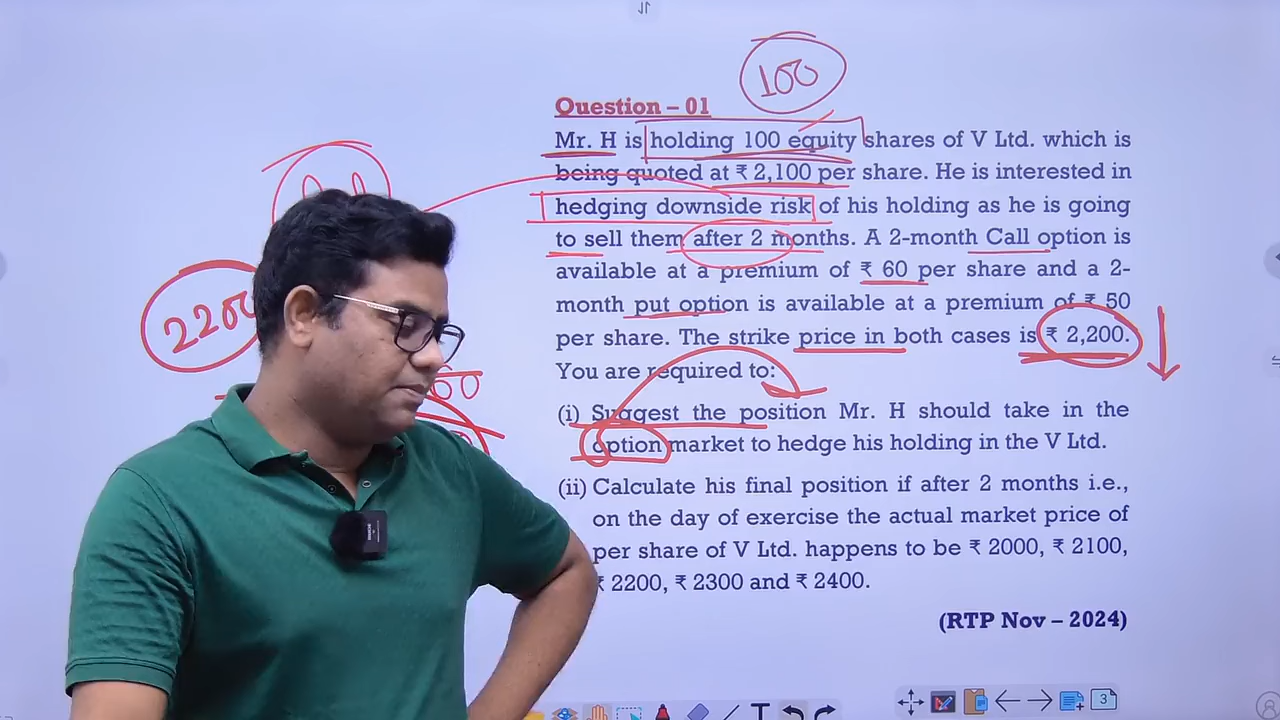 100
Question – 01
Mr. H is holding 100 equity shares of V Ltd. which is
being quoted at ₹ 2,100 per share. He is interested in
hedging downside risk of his holding as he is going
to sell them after 2 months. A 2-month Call option is
available at a premium of ₹ 60 per share and a 2-
month put option is available at a premium of ₹ 50
per share. The strike price in both cases is ₹ 2,200.
You are required to:
(i) Suggest the position Mr. H should take in the
option market to hedge his holding in the V Ltd.
(ii) Calculate his final position if after 2 months i.e.,
on the day of exercise the actual market price of
per share of V Ltd. happens to be ₹ 2000, ₹ 2100,
₹ 2200, ₹ 2300 and ₹ 2400.
(RTP Nov – 2024)
2200
T
3